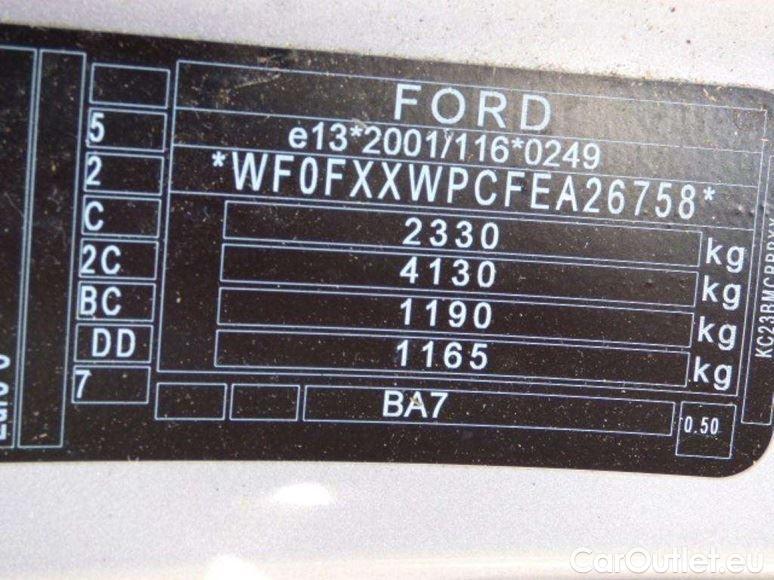 FORD
5
e13*2001/116*0249
2
*WF0FXXWPCFEA26758*
C
2330 kg
2C
4130 kg
BC
1190 kg
DD
1165 kg
7
BA7
0.50
CarOutlet.eu